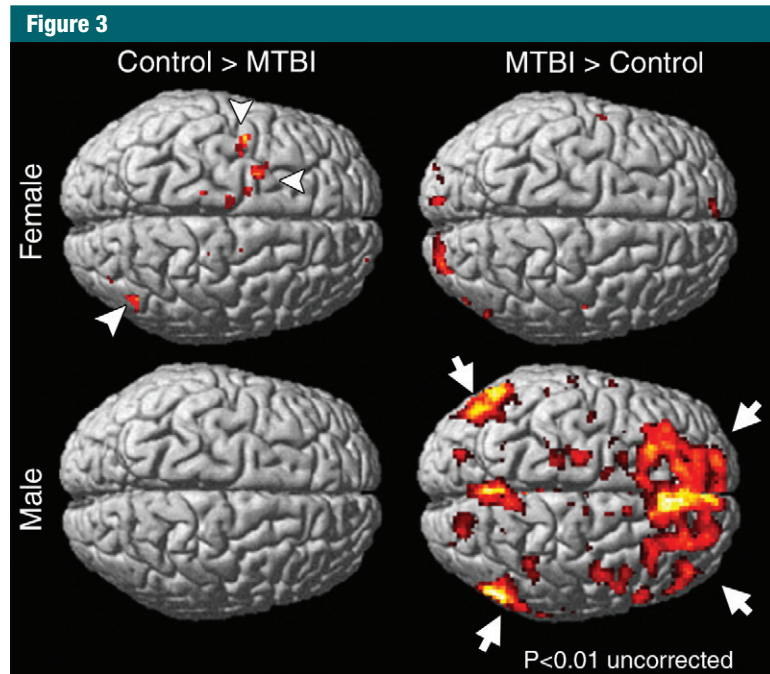 Figure 3
Control > MTBI
MTBI > Control
Female
Male
P<0.01 uncorrected